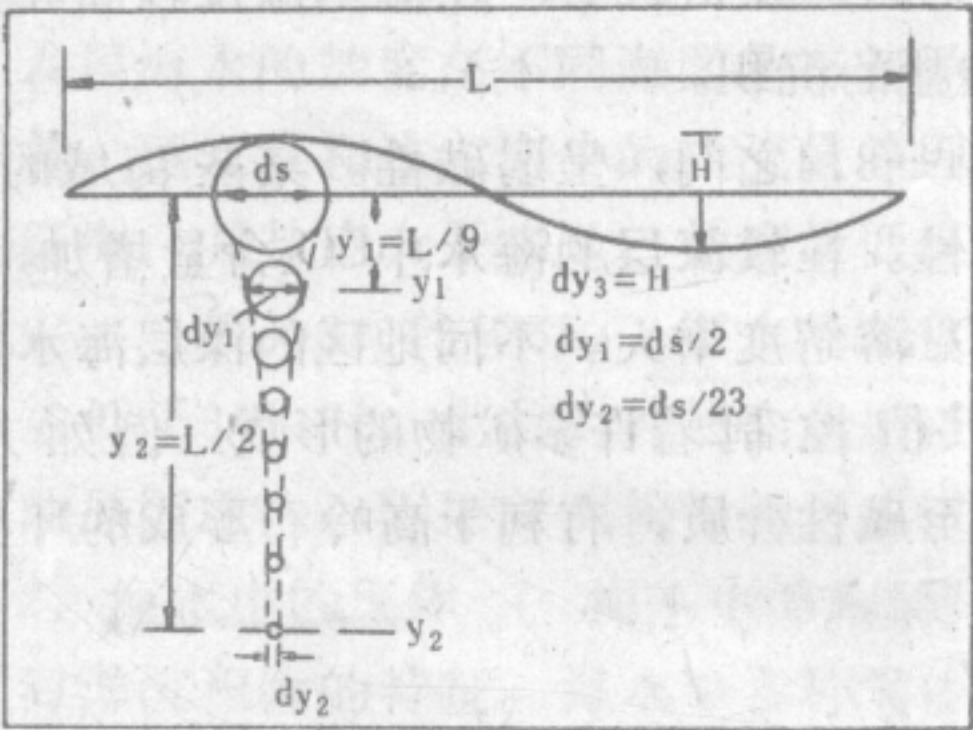 L
ds
H
y₁=L/9
y₁
dy₁
dy₃=H
dy₁=ds/2
dy₂=ds/23
y₂=L/2
y₂
dy₂